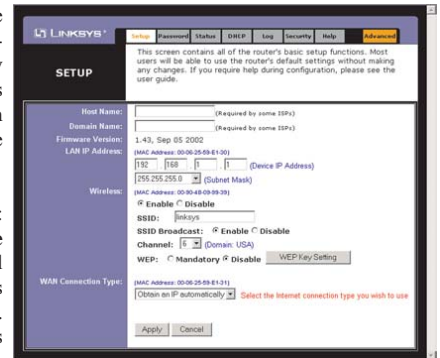 LINKSYS®
Setup Password Status DHCP Log Security Help Advanced
SETUP
This screen contains all of the router's basic setup functions. Most
users will be able to use the router's default settings without making
any changes. If you require help during configuration, please see the
user guide.
Host Name: (Required by some ISPs)
Domain Name: (Required by some ISPs)
Firmware Version: 1.43, Sep 05 2002
LAN IP Address: (MAC Address: 00-06-25-59-E1-30)
192 . 168 . 1 . 1 (Device IP Address)
255.255.255.0 (Subnet Mask)
Wireless: (MAC Address: 00-90-4B-09-99-39)
Enable Disable
SSID: linksys
SSID Broadcast: Enable Disable
Channel: 6 (Domain: USA)
WEP: Mandatory Disable WEP Key Setting
WAN Connection Type: (MAC Address: 00-06-25-59-E1-31)
Obtain an IP automatically Select the Internet connection type you wish to use
Apply Cancel